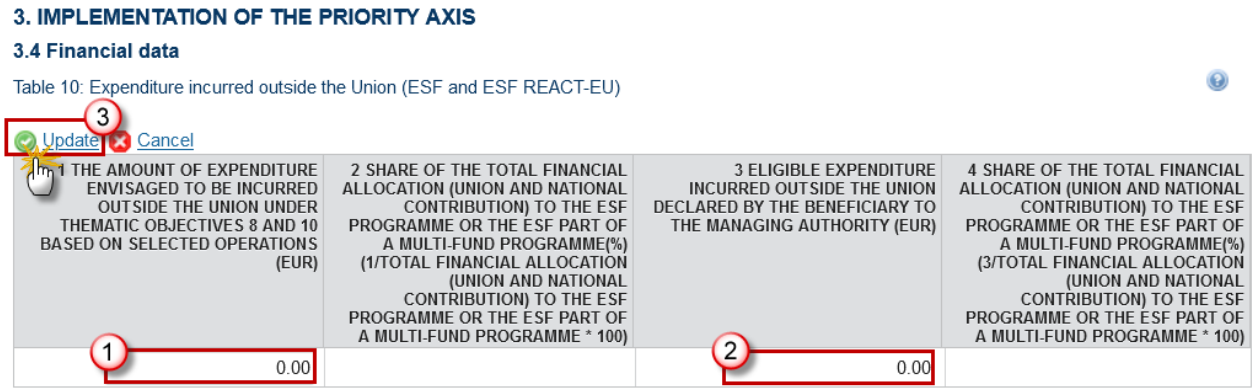 3. IMPLEMENTATION OF THE PRIORITY AXIS
3.4 Financial data
Table 10: Expenditure incurred outside the Union (ESF and ESF REACT-EU)
3
Update Cancel
1 THE AMOUNT OF EXPENDITURE
ENVISAGED TO BE INCURRED
OUTSIDE THE UNION UNDER
THEMATIC OBJECTIVES 8 AND 10
BASED ON SELECTED OPERATIONS
(EUR)
2 SHARE OF THE TOTAL FINANCIAL
ALLOCATION (UNION AND NATIONAL
CONTRIBUTION) TO THE ESF
PROGRAMME OR THE ESF PART OF
A MULTI-FUND PROGRAMME(%)
(1/TOTAL FINANCIAL ALLOCATION
(UNION AND NATIONAL
CONTRIBUTION) TO THE ESF
PROGRAMME OR THE ESF PART OF
A MULTI-FUND PROGRAMME * 100)
3 ELIGIBLE EXPENDITURE
INCURRED OUTSIDE THE UNION
DECLARED BY THE BENEFICIARY TO
THE MANAGING AUTHORITY (EUR)
4 SHARE OF THE TOTAL FINANCIAL
ALLOCATION (UNION AND NATIONAL
CONTRIBUTION) TO THE ESF
PROGRAMME OR THE ESF PART OF
A MULTI-FUND PROGRAMME(%)
(3/TOTAL FINANCIAL ALLOCATION
(UNION AND NATIONAL
CONTRIBUTION) TO THE ESF
PROGRAMME OR THE ESF PART OF
A MULTI-FUND PROGRAMME * 100)
1
0.00
2
0.00